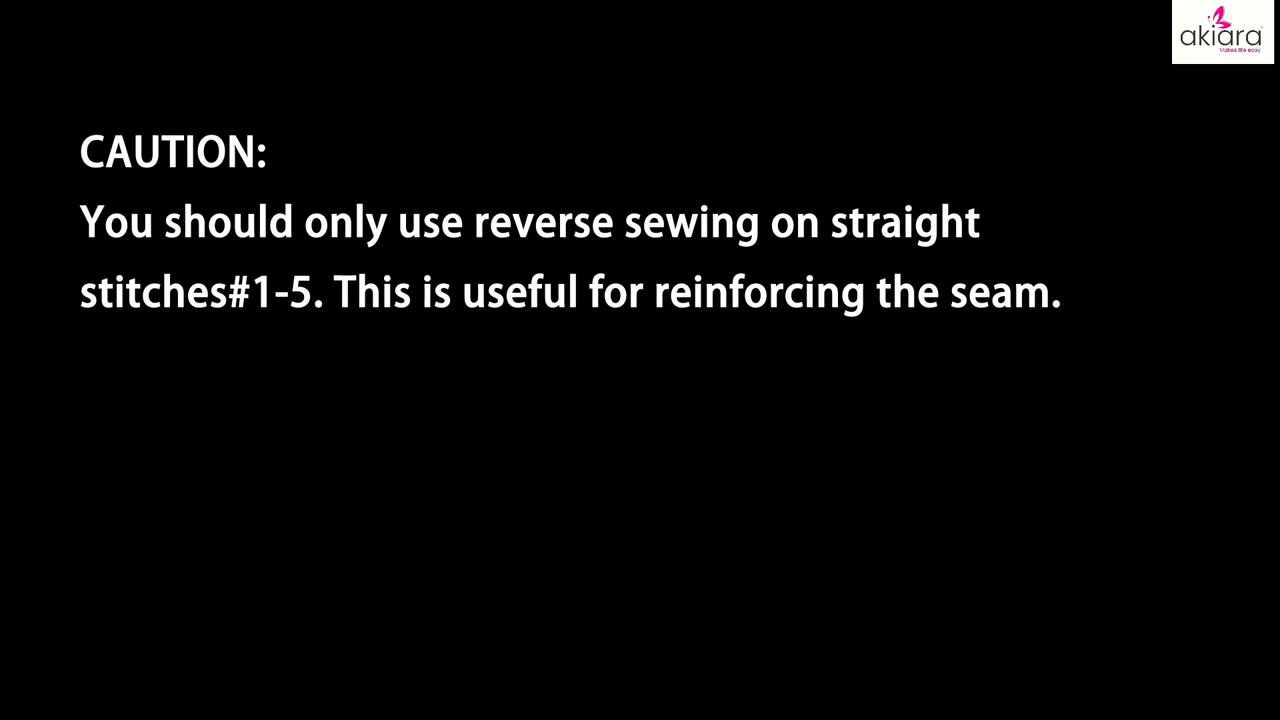 akiara
Makes life easy
CAUTION:
You should only use reverse sewing on straight
stitches#1-5. This is useful for reinforcing the seam.